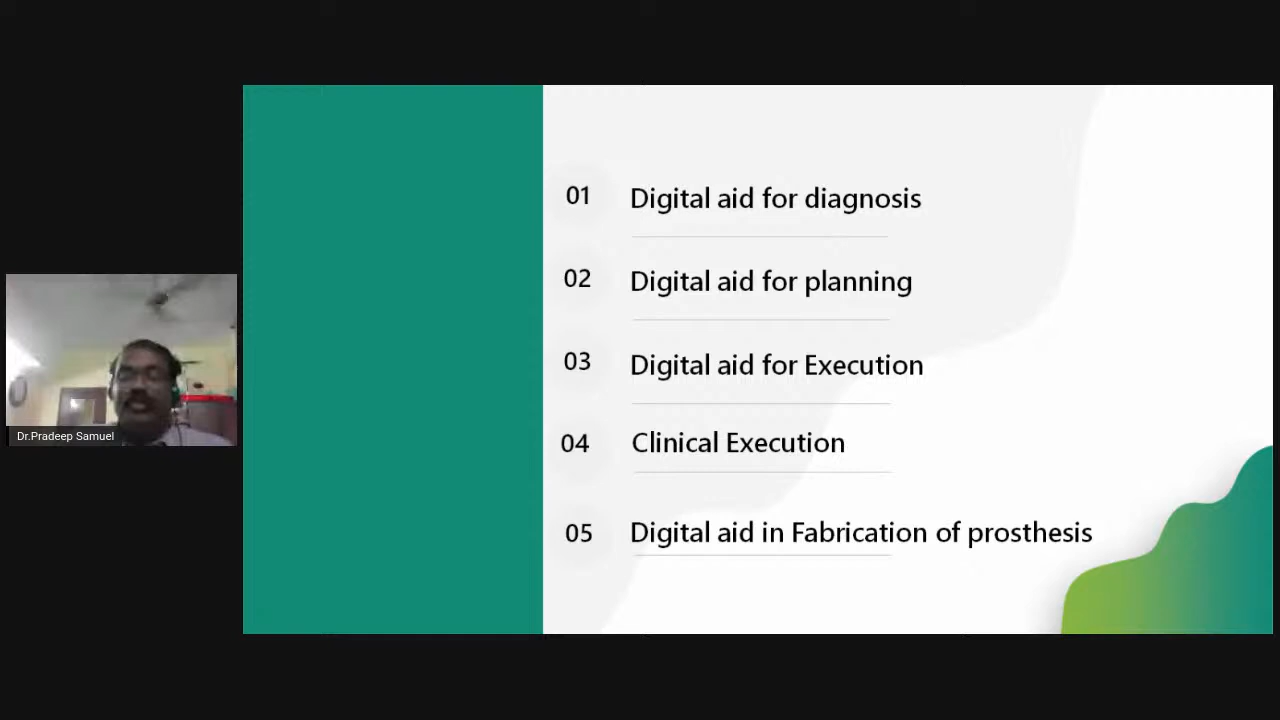 01 Digital aid for diagnosis
02 Digital aid for planning
03 Digital aid for Execution
04 Clinical Execution
05 Digital aid in Fabrication of prosthesis
Dr.Pradeep Samuel